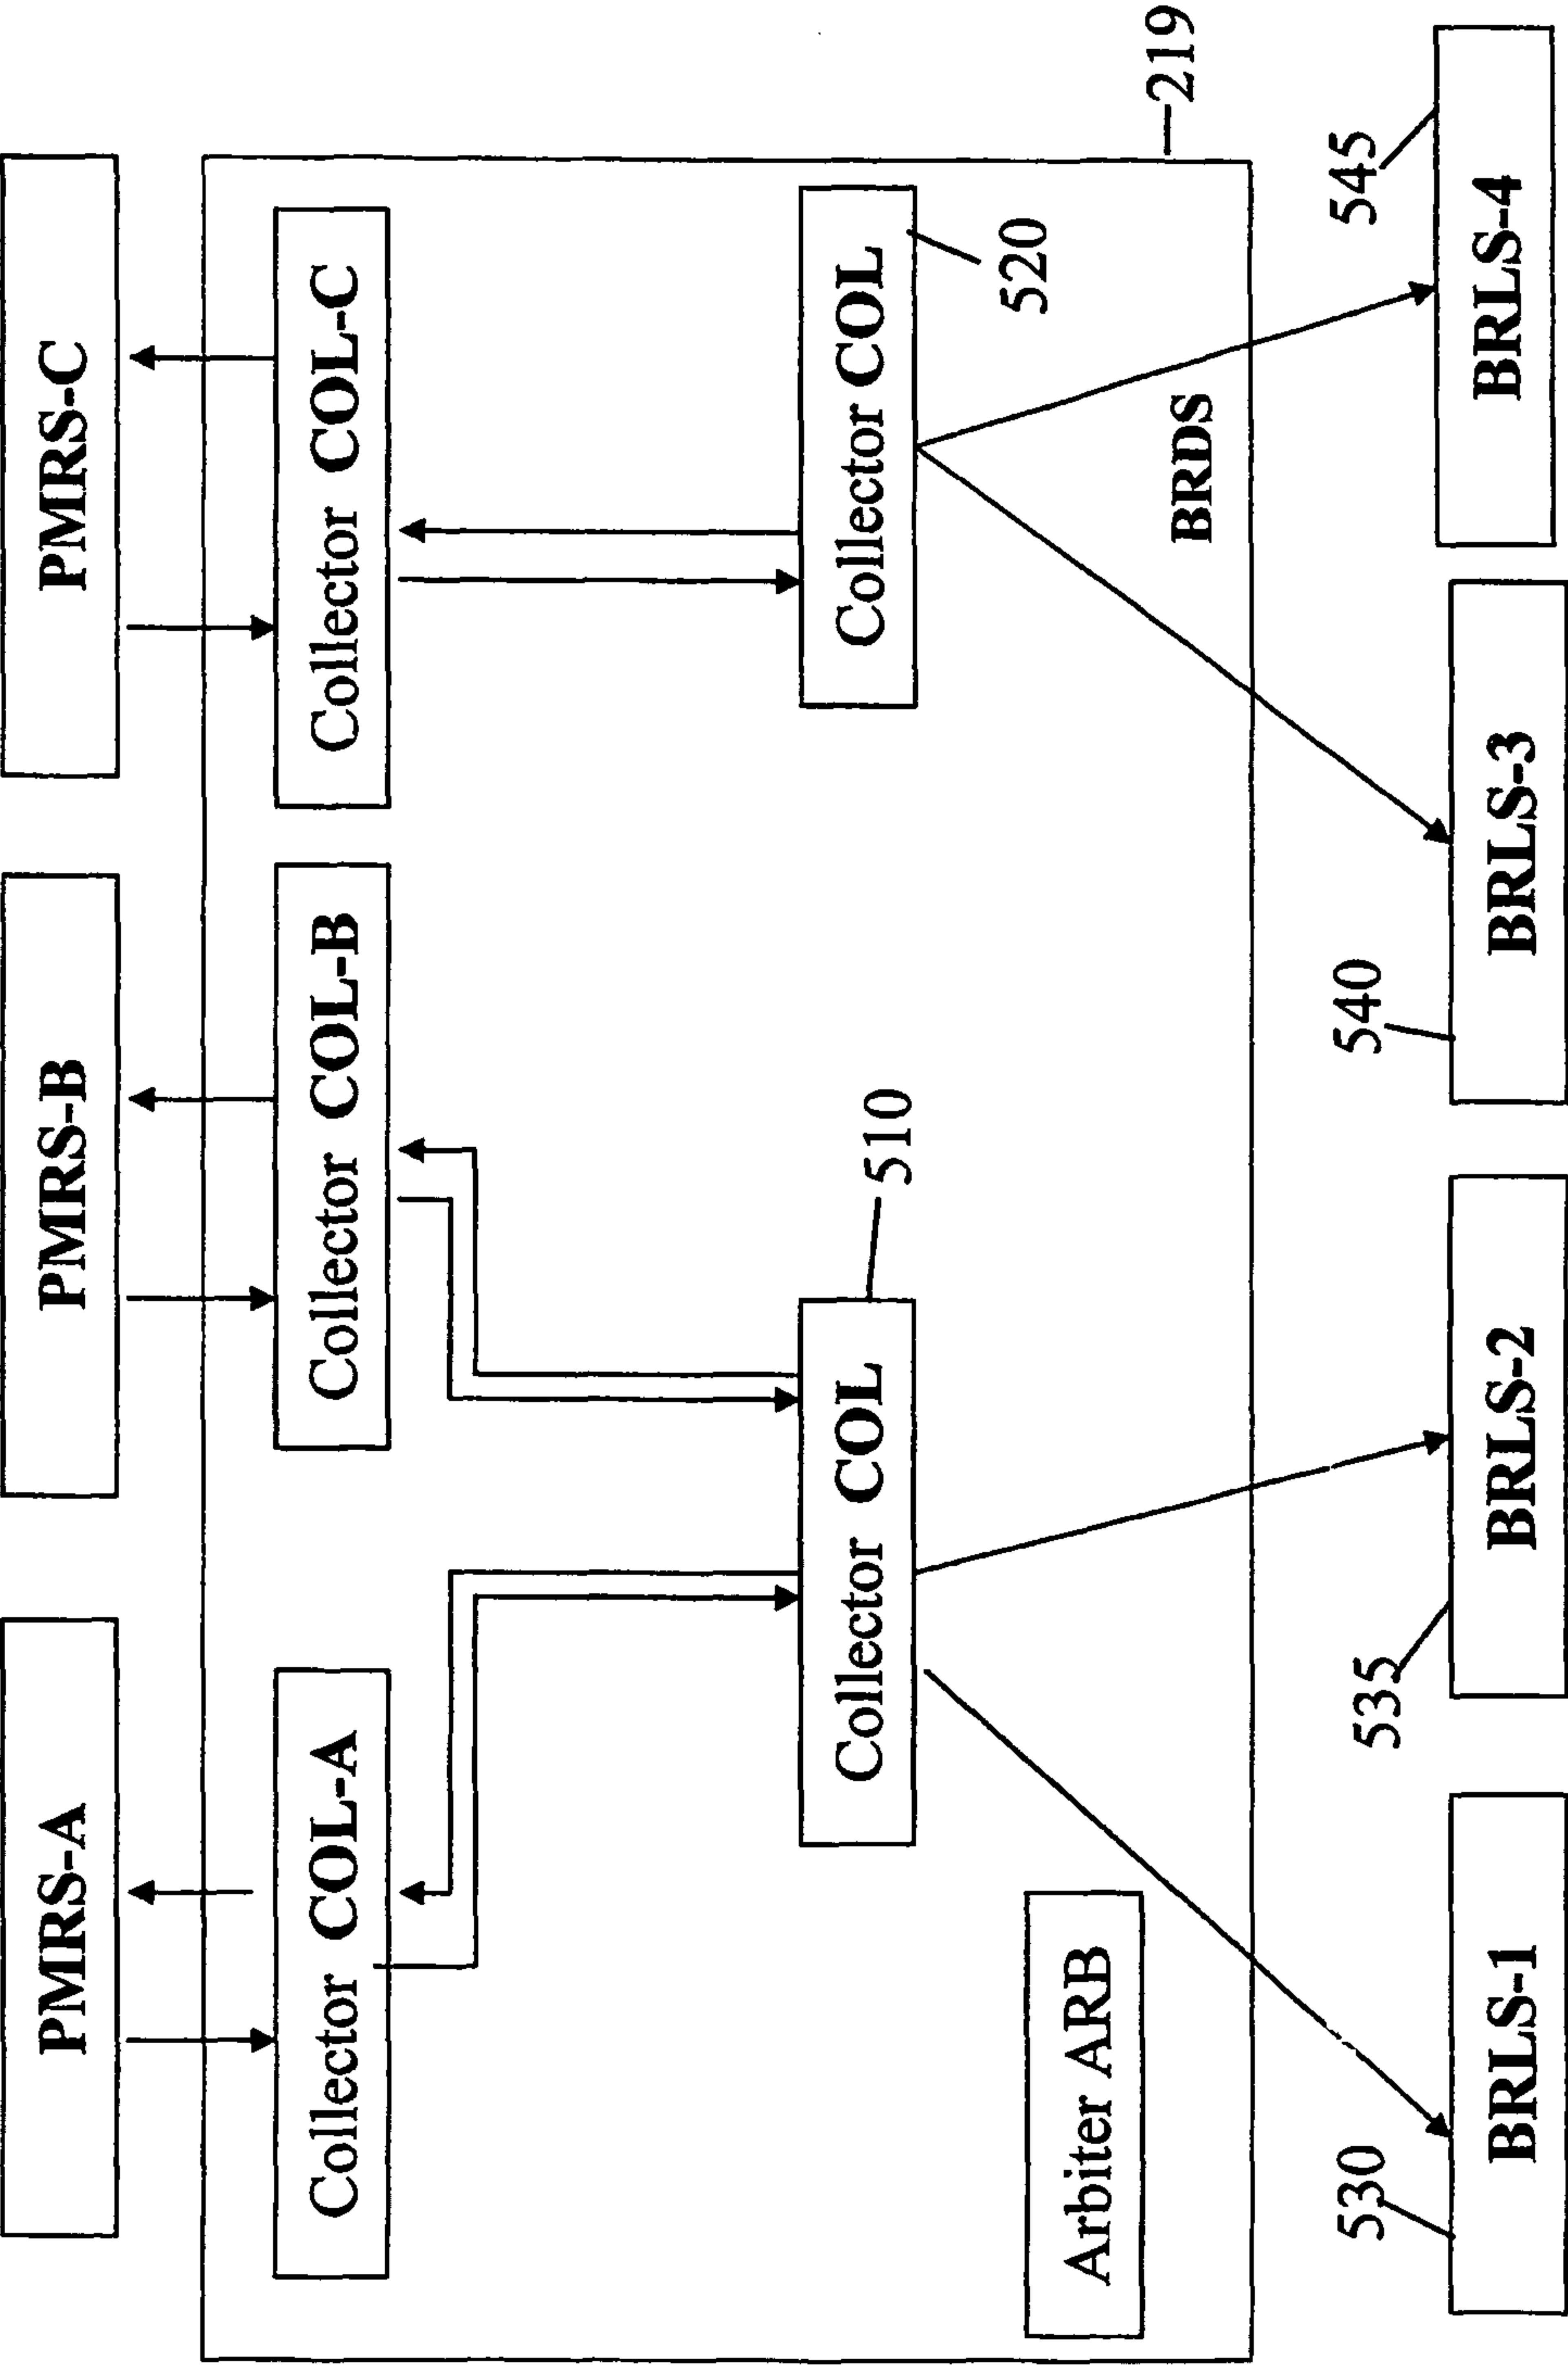 PMRS-A
PMRS-B
PMRS-C
Collector COL-A
Collector COL-B
Collector COL-C
Collector COL
510
Collector COL
520
Arbiter ARB
BRDS
219
530
535
540
545
BRLS-1
BRLS-2
BRLS-3
BRLS-4